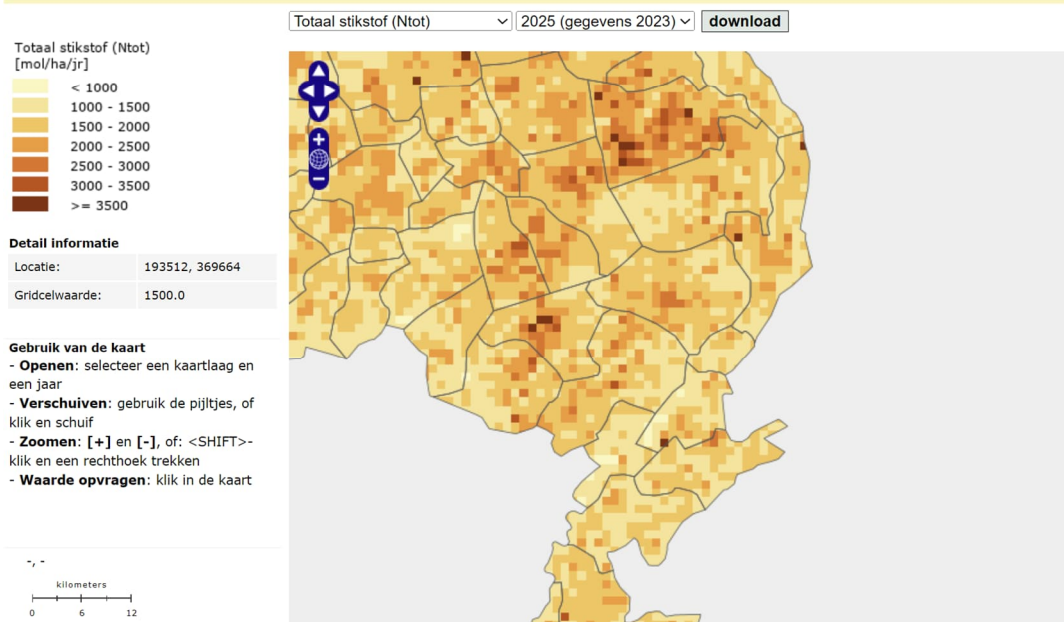 Totaal stikstof (Ntot) 2025 (gegevens 2023) download
Totaal stikstof (Ntot)
[mol/ha/jr]
< 1000
1000 - 1500
1500 - 2000
2000 - 2500
2500 - 3000
3000 - 3500
>= 3500
Detail informatie
Locatie: 193512, 369664
Gridcelwaarde: 1500.0
Gebruik van de kaart
- Openen: selecteer een kaartlaag en
een jaar
- Verschuiven: gebruik de pijltjes, of
klik en schuif
- Zoomen: [+] en [-], of: <SHIFT>-
klik en een rechthoek trekken
- Waarde opvragen: klik in de kaart
-, -
kilometers
0 6 12